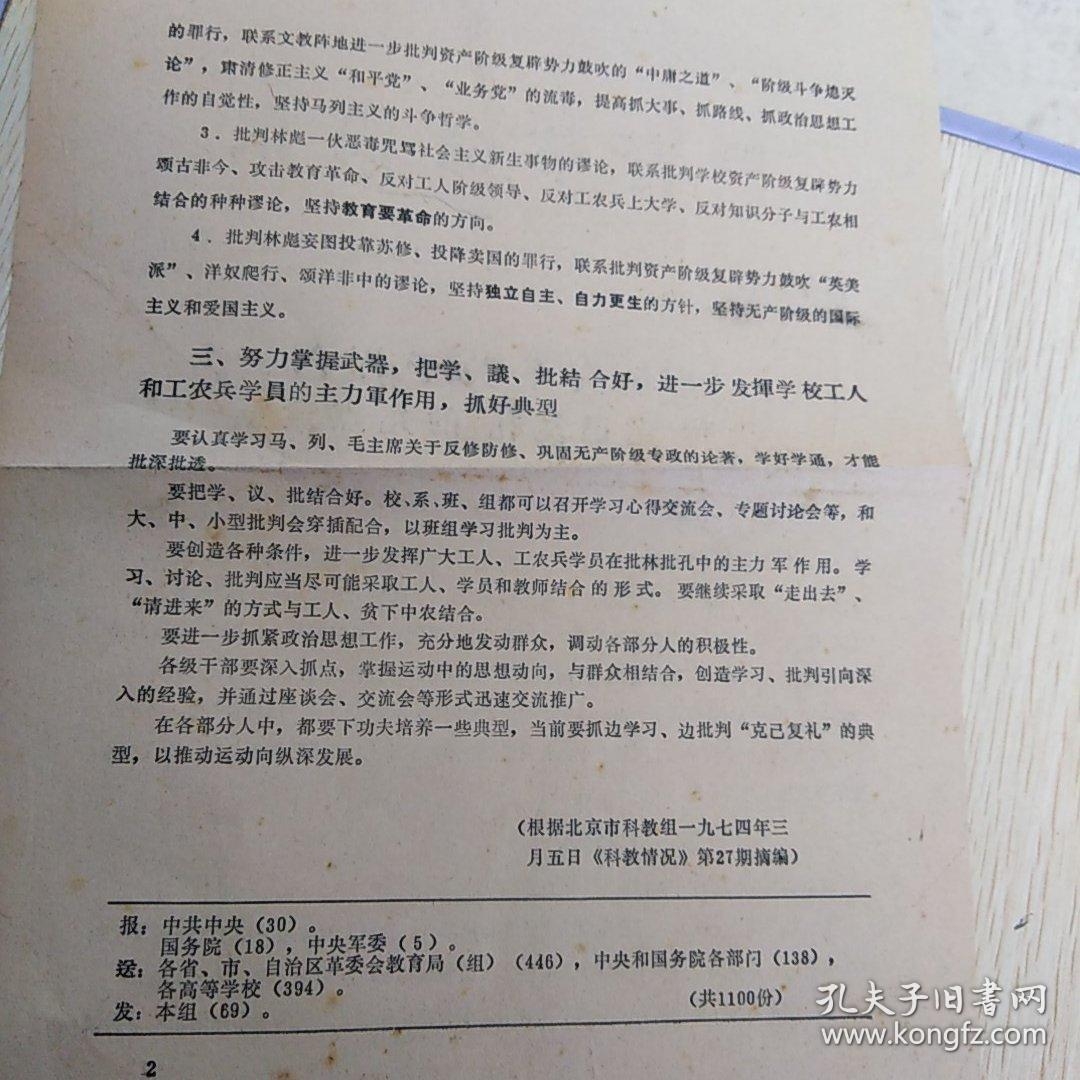 的罪行，联系文教阵地进一步批判资产阶级复辟势力鼓吹的“中庸之道”、“阶级斗争熄灭
论”，肃清修正主义“和平党”、“业务党”的流毒，提高抓大事、抓路线、抓政治思想工
作的自觉性，坚持马列主义的斗争哲学。
3．批判林彪一伙恶毒咒骂社会主义新生事物的谬论，联系批判学校资产阶级复辟势力
颂古非今、攻击教育革命、反对工人阶级领导、反对工农兵上大学、反对知识分子与工农相
结合的种种谬论，坚持教育要革命的方向。
4．批判林彪妄图投靠苏修、投降卖国的罪行，联系批判资产阶级复辟势力鼓吹“英美
派”、洋奴爬行、颂洋非中的谬论，坚持独立自主、自力更生的方针，坚持无产阶级的国际
主义和爱国主义。
三、努力掌握武器，把学、議、批結合好，进一步发揮学校工人
和工农兵学員的主力軍作用，抓好典型
要认真学习马、列、毛主席关于反修防修、巩固无产阶级专政的论著，学好学通，才能
批深批透。
要把学、议、批结合好。校、系、班、组都可以召开学习心得交流会、专题讨论会等，和
大、中、小型批判会穿插配合，以班组学习批判为主。
要创造各种条件，进一步发挥广大工人、工农兵学员在批林批孔中的主力军作用。学
习、讨论、批判应当尽可能采取工人、学员和教师结合的形式。要继续采取“走出去”、
“请进来”的方式与工人、贫下中农结合。
要进一步抓紧政治思想工作，充分地发动群众，调动各部分人的积极性。
各级干部要深入抓点，掌握运动中的思想动向，与群众相结合，创造学习、批判引向深
入的经验，并通过座谈会、交流会等形式迅速交流推广。
在各部分人中，都要下功夫培养一些典型，当前要抓边学习、边批判“克己复礼”的典
型，以推动运动向纵深发展。
（根据北京市科教组一九七四年三
月五日《科教情况》第27期摘编）
报：中共中央（30）。
国务院（18），中央军委（5）。
送：各省、市、自治区革委会教育局（组）（446），中央和国务院各部门（138），
各高等学校（394）。
发：本组（69）。
（共1100份）
2
孔夫子旧书网
www.kongfz.com